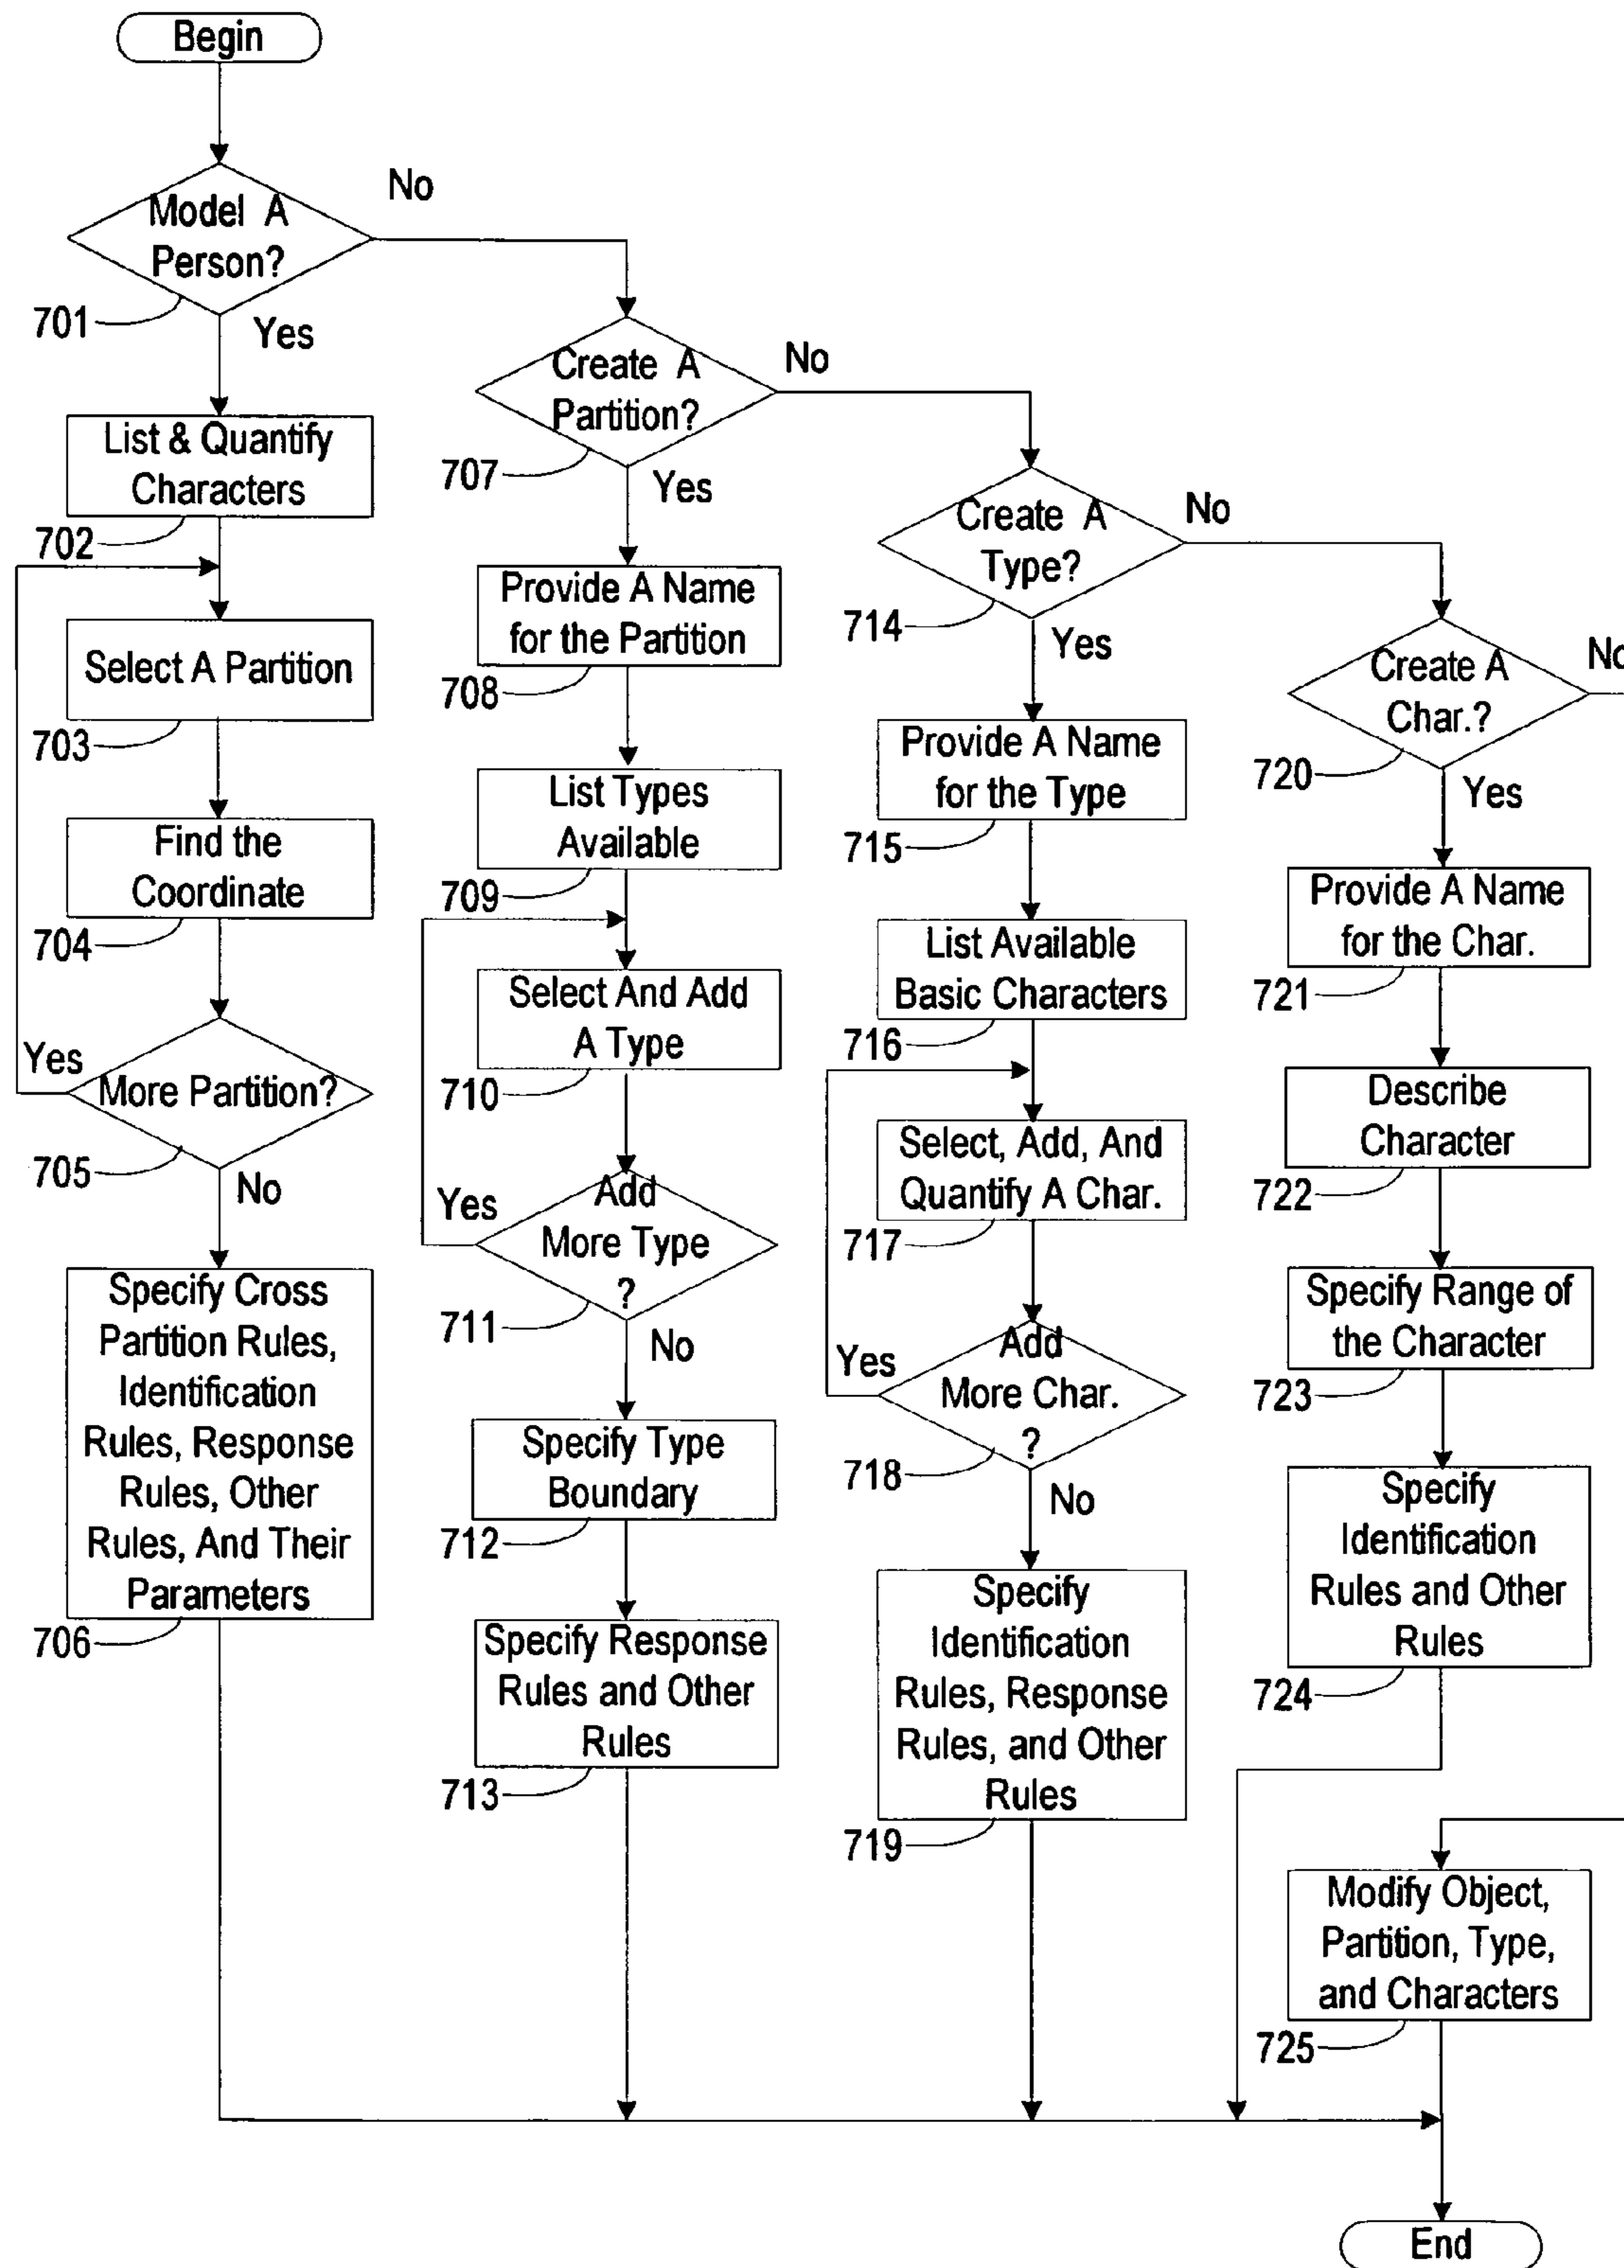 Begin
Model A
Person?
No
701
Yes
List & Quantify
Characters
702
Select A Partition
703
Find the
Coordinate
704
Yes
More Partition?
705
No
Specify Cross
Partition Rules,
Identification
Rules, Response
Rules, Other
Rules, And Their
Parameters
706
Create A
Partition?
No
707
Yes
Provide A Name
for the Partition
708
List Types
Available
709
Select And Add
A Type
710
Yes
Add
More Type
?
711
No
Specify Type
Boundary
712
Specify Response
Rules and Other
Rules
713
Create A
Type?
No
714
Yes
Provide A Name
for the Type
715
List Available
Basic Characters
716
Select, Add, And
Quantify A Char.
717
Yes
Add
More Char.
?
718
No
Specify
Identification
Rules, Response
Rules, and Other
Rules
719
Create A
Char.?
No
720
Yes
Provide A Name
for the Char.
721
Describe
Character
722
Specify Range of
the Character
723
Specify
Identification
Rules and Other
Rules
724
Modify Object,
Partition, Type,
and Characters
725
End